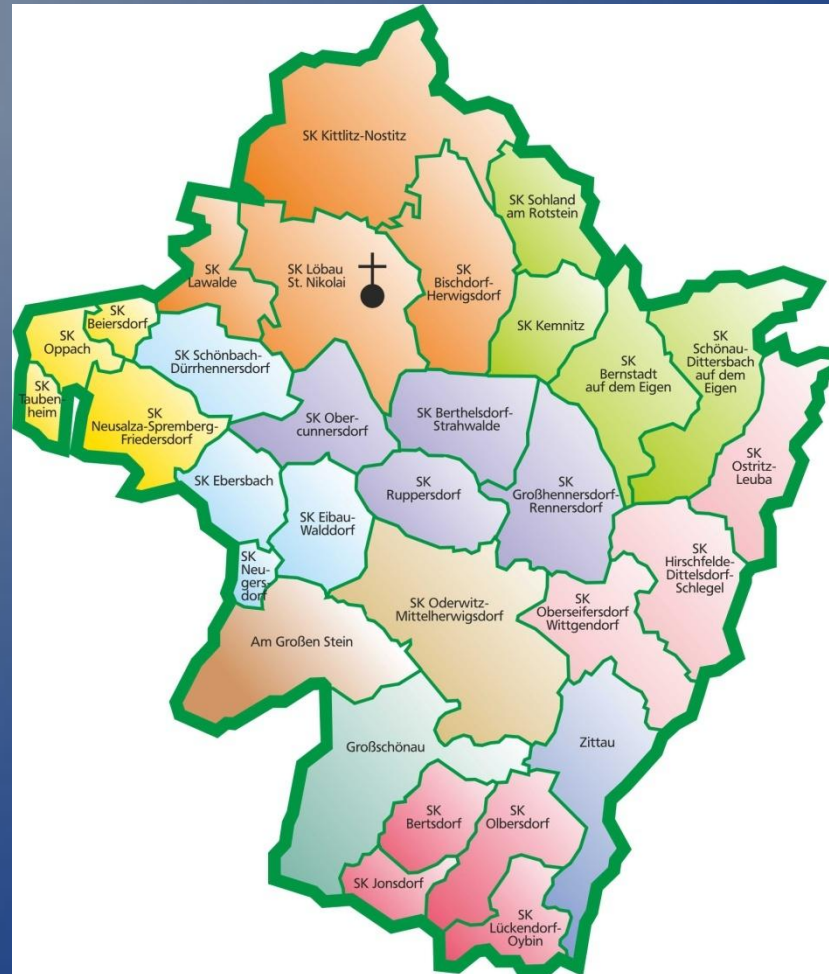 SK Kittlitz-Nostitz
SK Sohland
am Rotstein
SK
Lawalde
SK Löbau
St. Nikolai
SK
Bischdorf-
Herwigsdorf
SK Kemnitz
SK
Bernstadt
auf dem Eigen
SK
Schönau-
Dittersbach
auf dem
Eigen
SK
Beiersdorf
SK
Oppach
SK
Tauben-
heim
SK Schönbach-
Dürrhennersdorf
SK
Neusalza-Spremberg-
Friedersdorf
SK Ober-
cunnersdorf
SK Berthelsdorf-
Strahwalde
SK
Ostritz-
Leuba
SK Ebersbach
SK Eibau-
Walddorf
SK
Ruppersdorf
SK
Großhennersdorf-
Rennersdorf
SK
Neu-
gers-
dorf
SK
Hirschfelde-
Dittelsdorf-
Schlegel
SK Oderwitz-
Mittelherwigsdorf
SK
Oberseifersdorf
Wittgendorf
Am Großen Stein
Großschönau
Zittau
SK
Bertsdorf
SK
Olbersdorf
SK Jonsdorf
SK
Lückendorf-
Oybin